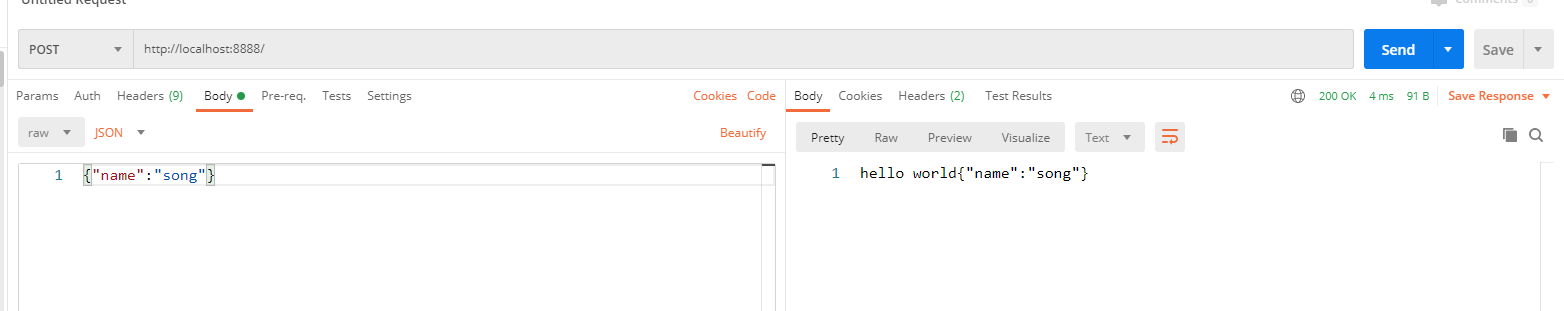 Untitled Request
Comments 0
POST http://localhost:8888/ Send Save
Params Auth Headers (9) Body Pre-req. Tests Settings Cookies Code
Body Cookies Headers (2) Test Results 200 OK 4 ms 91 B Save Response
raw JSON Beautify
Pretty Raw Preview Visualize Text
1 {"name":"song"}
1 hello world{"name":"song"}